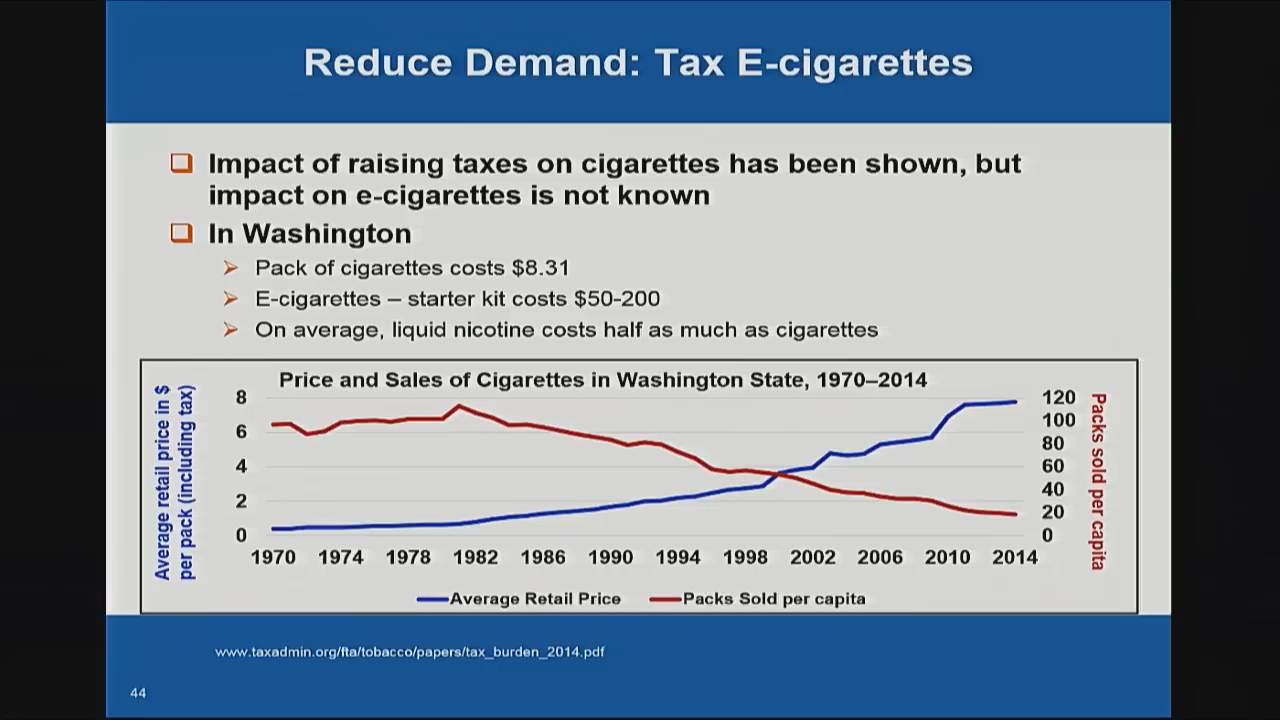 Reduce Demand: Tax E-cigarettes
Impact of raising taxes on cigarettes has been shown, but
impact on e-cigarettes is not known
In Washington
Pack of cigarettes costs $8.31
E-cigarettes – starter kit costs $50-200
On average, liquid nicotine costs half as much as cigarettes
Price and Sales of Cigarettes in Washington State, 1970–2014
Average retail price in $
per pack (including tax)
8
6
4
2
0
120
100
80
60
40
20
0
Packs sold per capita
1970 1974 1978 1982 1986 1990 1994 1998 2002 2006 2010 2014
Average Retail Price Packs Sold per capita
www.taxadmin.org/fta/tobacco/papers/tax_burden_2014.pdf
44